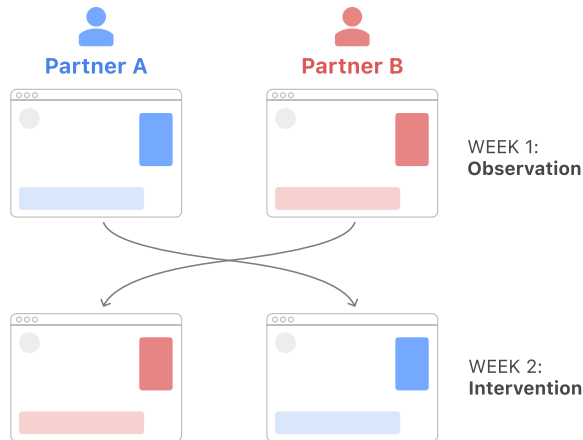 Partner A
Partner B
WEEK 1:
Observation
WEEK 2:
Intervention